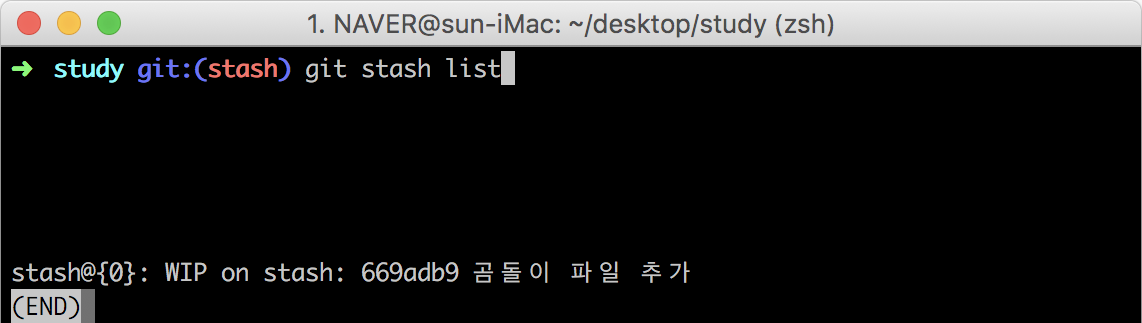 1. NAVER@sun-iMac: ~/desktop/study (zsh)
➜ study git:(stash) git stash list
stash@{0}: WIP on stash: 669adb9 곰돌이 파일 추가
(END)